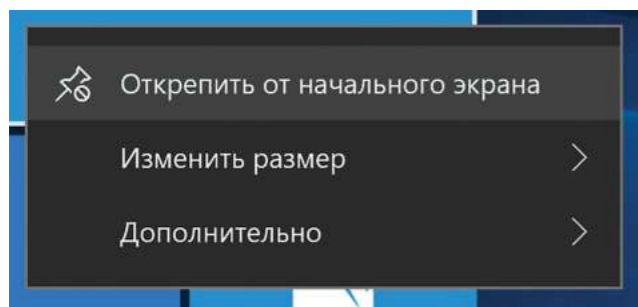 Открепить от начального экрана
Изменить размер
Дополнительно